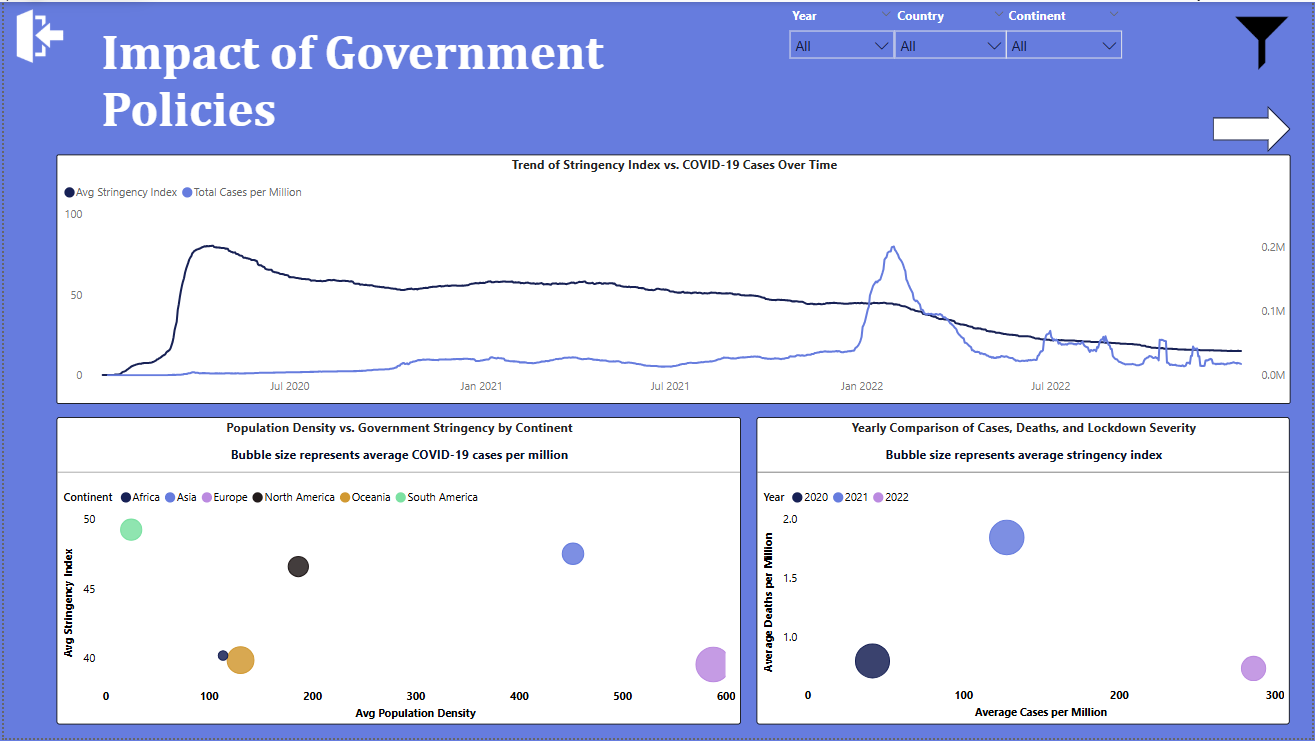 Impact of Government
Policies
Year Country Continent
All All All
Trend of Stringency Index vs. COVID-19 Cases Over Time
Avg Stringency Index Total Cases per Million
100
50
0
0.2M
0.1M
0.0M
Jul 2020 Jan 2021 Jul 2021 Jan 2022 Jul 2022
Population Density vs. Government Stringency by Continent
Bubble size represents average COVID-19 cases per million
Continent Africa Asia Europe North America Oceania South America
Avg Stringency Index
50
45
40
0 100 200 300 400 500 600
Avg Population Density
Yearly Comparison of Cases, Deaths, and Lockdown Severity
Bubble size represents average stringency index
Year 2020 2021 2022
Average Deaths per Million
2.0
1.5
1.0
0 100 200 300
Average Cases per Million